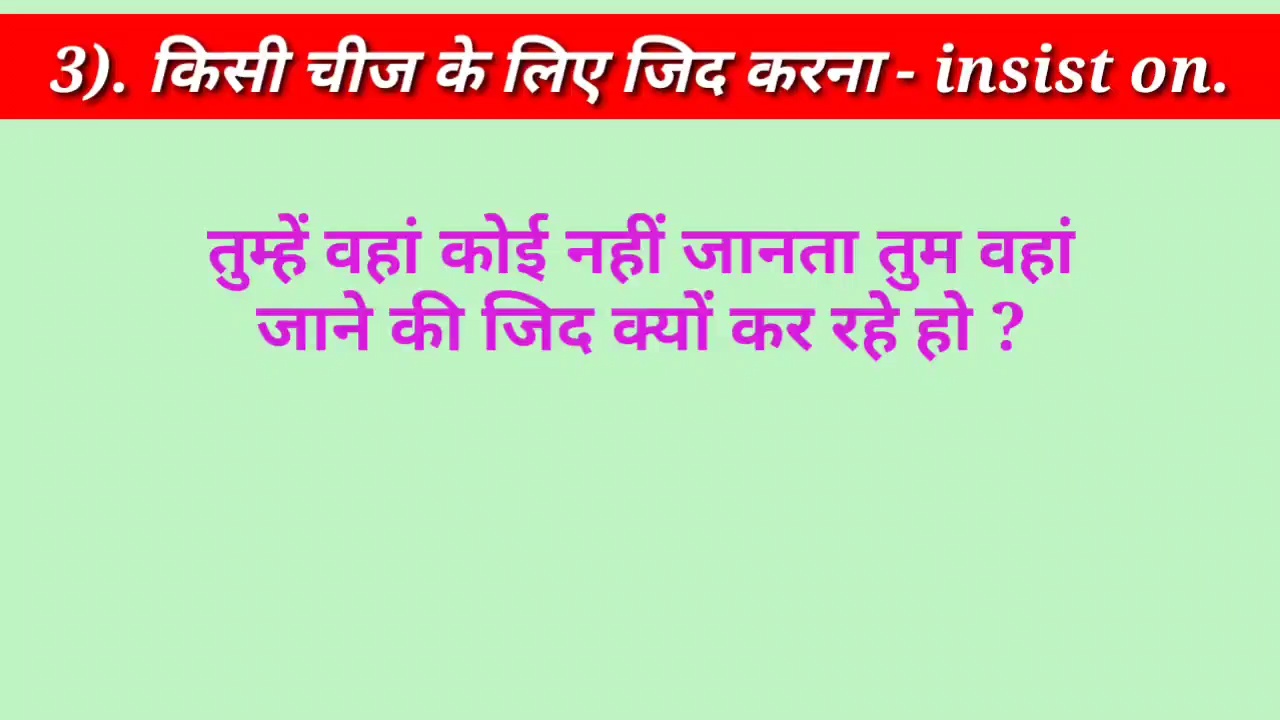 3). किसी चीज के लिए जिद करना - insist on.
तुम्हें वहां कोई नहीं जानता तुम वहां
जाने की जिद क्यों कर रहे हो ?